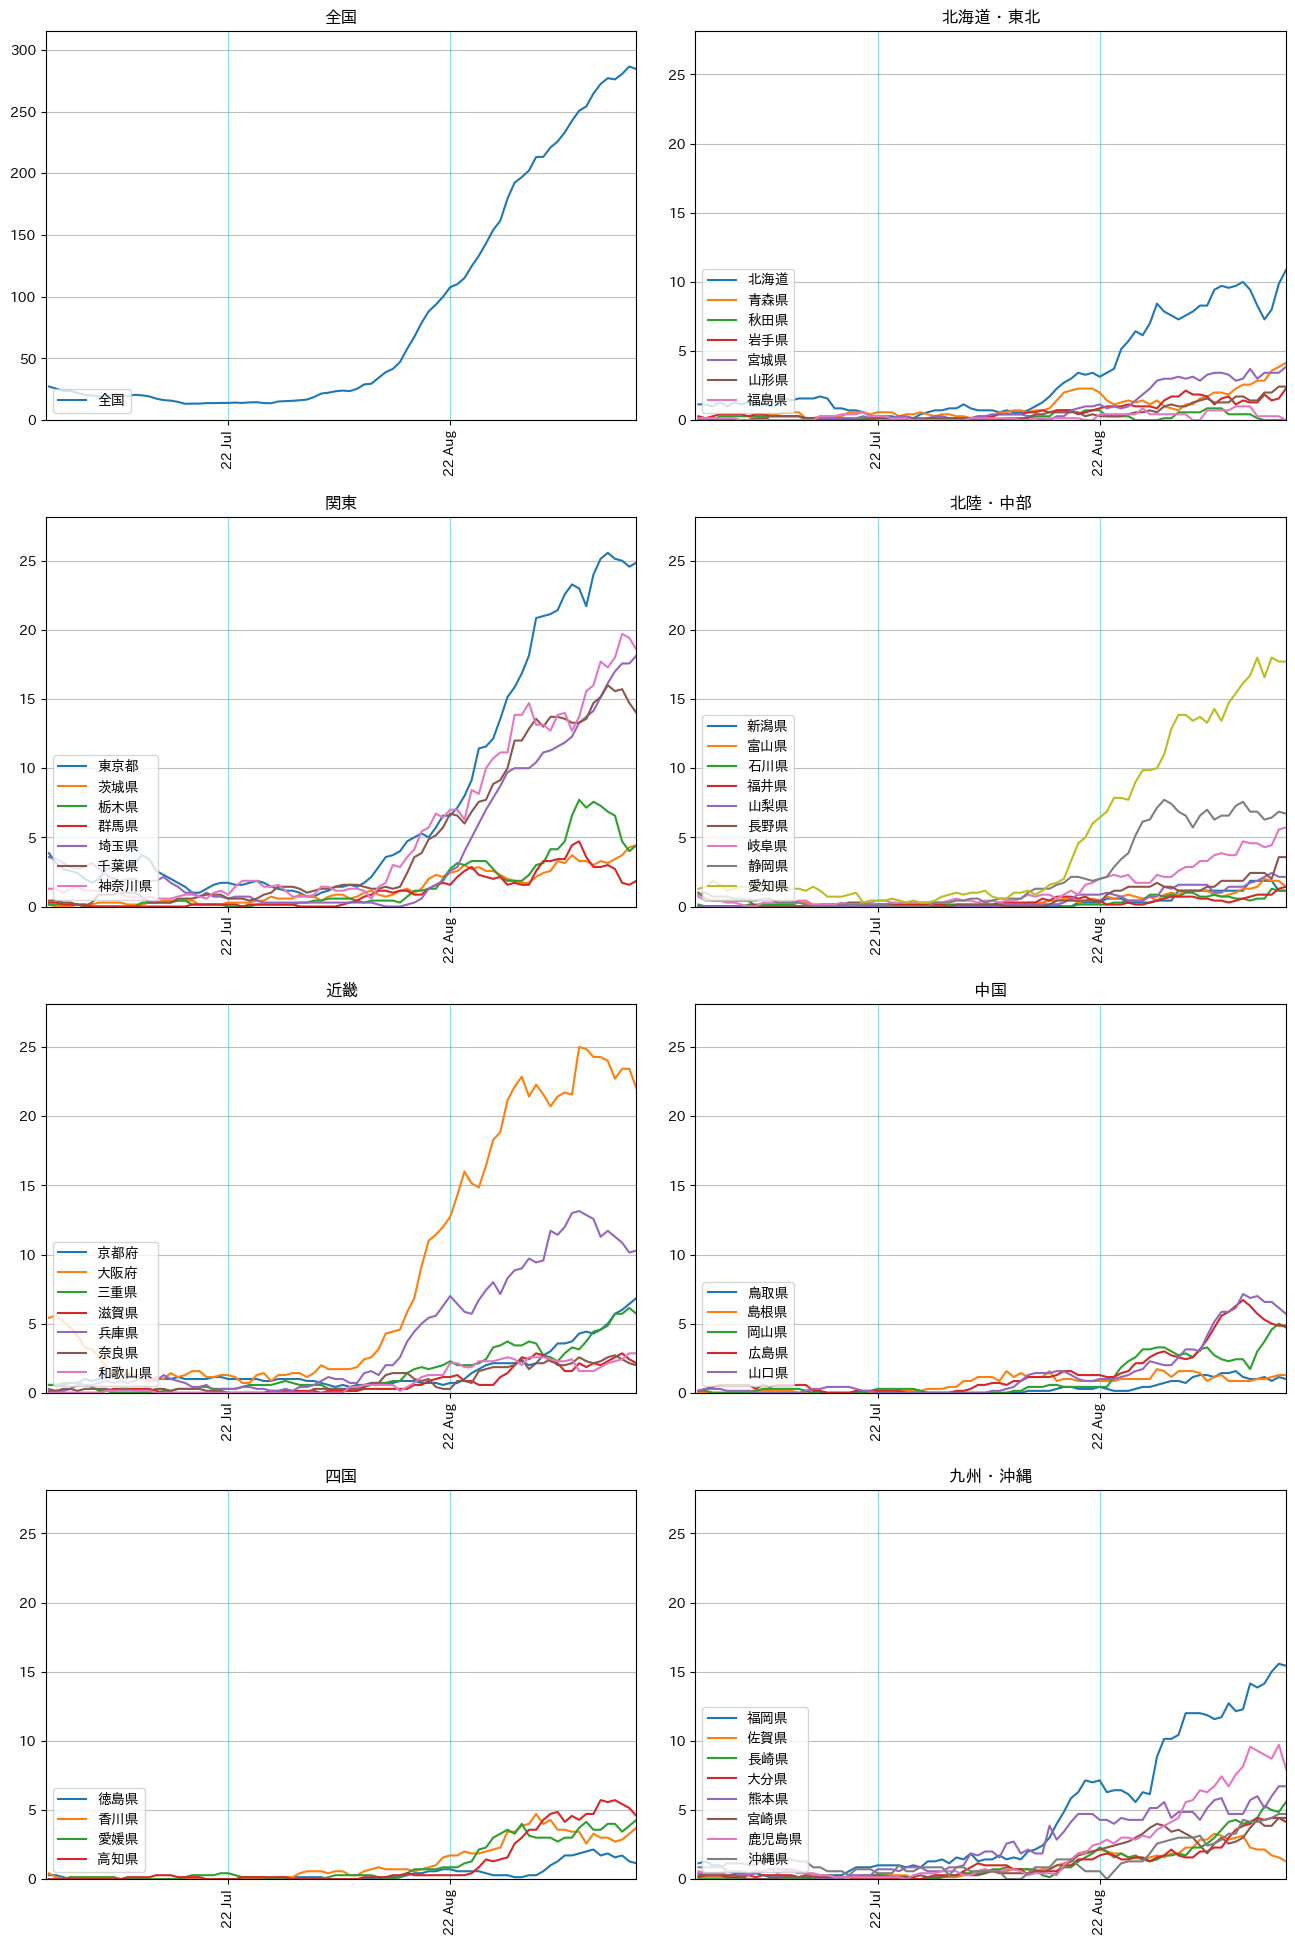 全国
300
250
200
150
100
50
0
全国
22 Jul
22 Aug
北海道・東北
25
20
15
10
5
0
北海道
青森県
秋田県
岩手県
宮城県
山形県
福島県
22 Jul
22 Aug
関東
25
20
15
10
5
0
東京都
茨城県
栃木県
群馬県
埼玉県
千葉県
神奈川県
22 Jul
22 Aug
北陸・中部
25
20
15
10
5
0
新潟県
富山県
石川県
福井県
山梨県
長野県
岐阜県
静岡県
愛知県
22 Jul
22 Aug
近畿
25
20
15
10
5
0
京都府
大阪府
三重県
滋賀県
兵庫県
奈良県
和歌山県
22 Jul
22 Aug
中国
25
20
15
10
5
0
鳥取県
島根県
岡山県
広島県
山口県
22 Jul
22 Aug
四国
25
20
15
10
5
0
徳島県
香川県
愛媛県
高知県
22 Jul
22 Aug
九州・沖縄
25
20
15
10
5
0
福岡県
佐賀県
長崎県
大分県
熊本県
宮崎県
鹿児島県
沖縄県
22 Jul
22 Aug